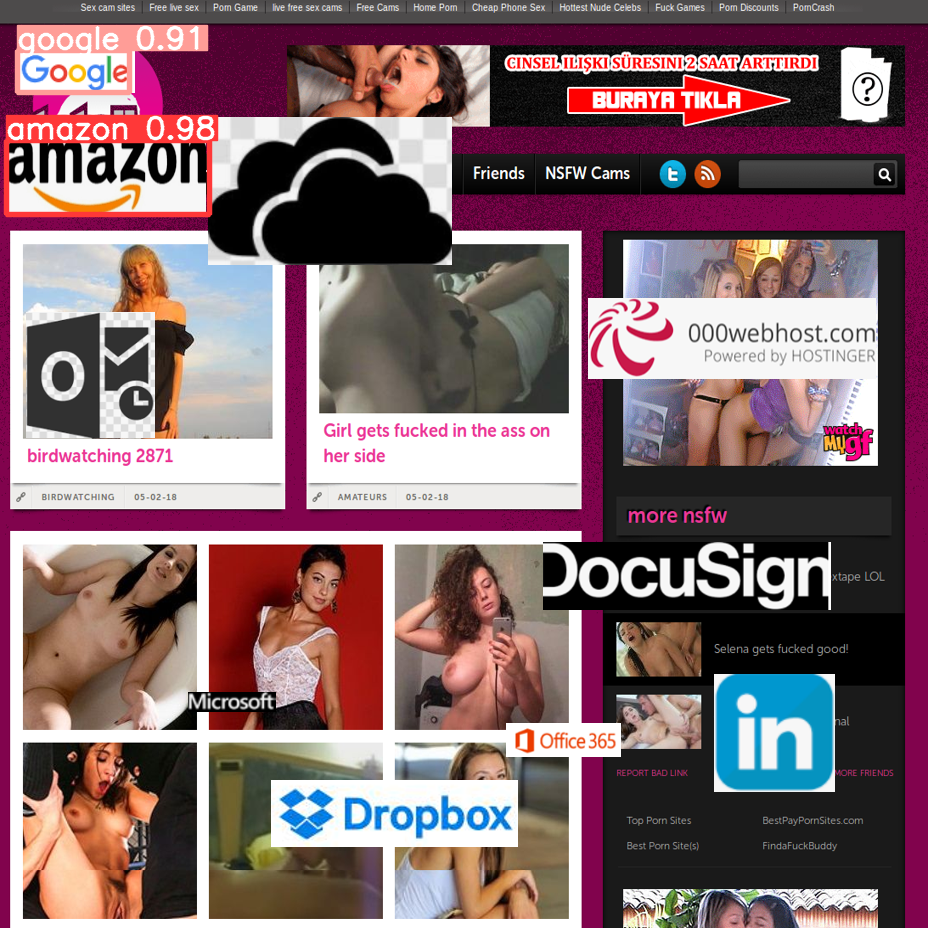 Sex cam sites
Free live sex
Porn Game
live free sex cams
Free Cams
Home Porn
Cheap Phone Sex
Hottest Nude Celebs
Fuck Games
Porn Discounts
PornCrash
google 0.91
Google
CINSEL ILIŞKI SÜRESINI 2 SAAT ARTTIRDI
BURAYA TIKLA
?
amazon 0.98
amazon
Friends
NSFW Cams
t
000webhost.com
Powered by HOSTINGER
O
watch
My gf
birdwatching 2871
BIRDWATCHING
05-02-18
Girl gets fucked in the ass on
her side
AMATEURS
05-02-18
more nsfw
DocuSign
xtape LOL
Selena gets fucked good!
Microsoft
Office 365
in
nal
REPORT BAD LINK
MORE FRIENDS
Dropbox
Top Porn Sites
BestPayPornSites.com
Best Porn Site(s)
FindaFuckBuddy